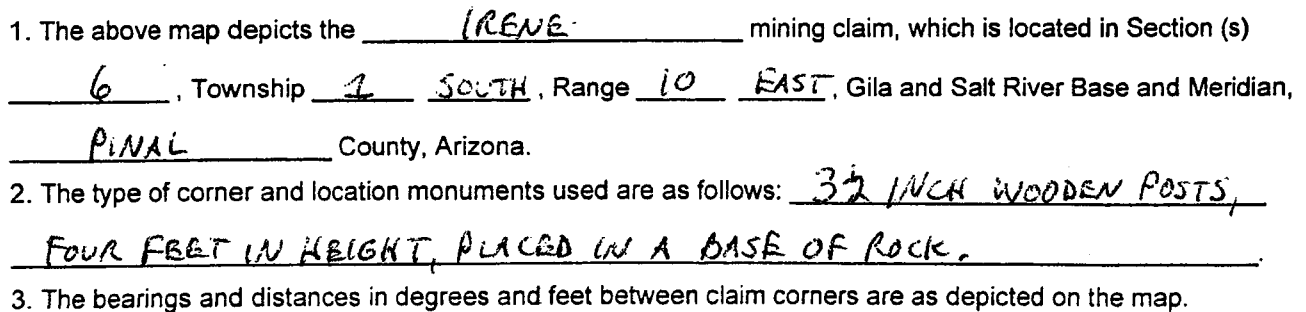 1. The above map depicts the IRENE mining claim, which is located in Section (s)
6, Township 1 SOUTH, Range 10 EAST, Gila and Salt River Base and Meridian,
PINAL County, Arizona.
2. The type of corner and location monuments used are as follows: INCH WOODEN POSTS,
FOUR FEET IN HEIGHT, PLACED IN A BASE OF ROCK.
3. The bearings and distances in degrees and feet between claim corners are as depicted on the map.